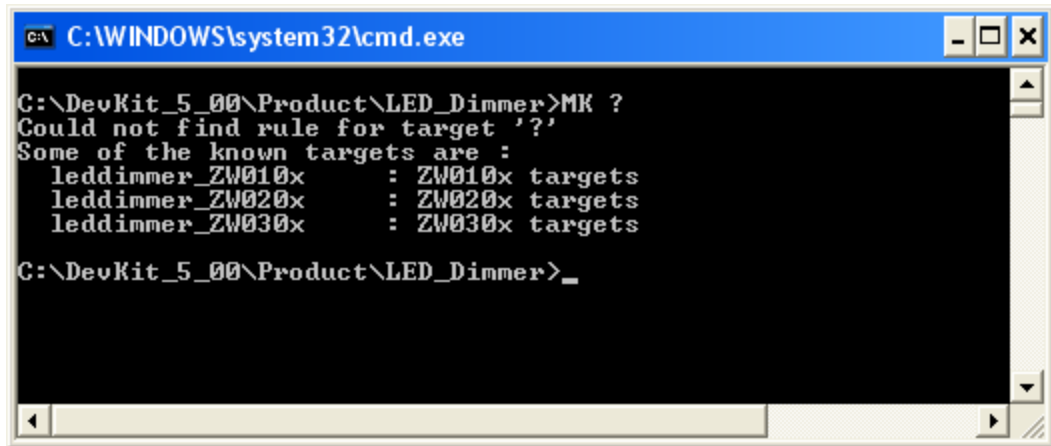 C:\WINDOWS\system32\cmd.exe
C:\DevKit_5_00\Product\LED_Dimmer>MK ?
Could not find rule for target '?'
Some of the known targets are :
  leddimmer_ZW010x      : ZW010x targets
  leddimmer_ZW020x      : ZW020x targets
  leddimmer_ZW030x      : ZW030x targets
C:\DevKit_5_00\Product\LED_Dimmer>_